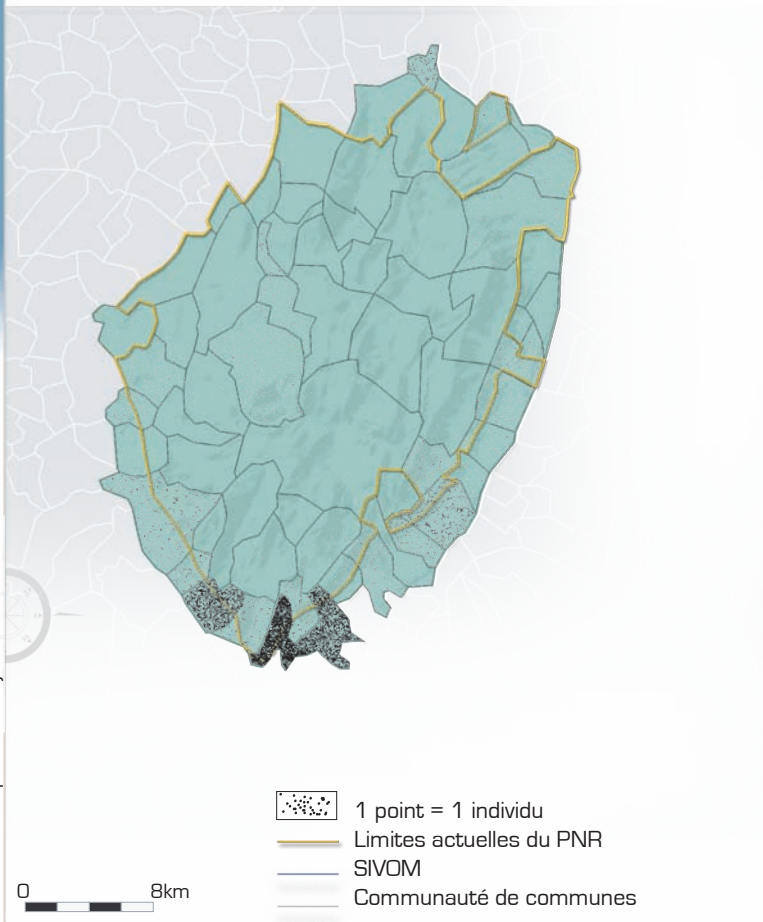 1 point = 1 individu
Limites actuelles du PNR
SIVOM
Communauté de communes
0 8km